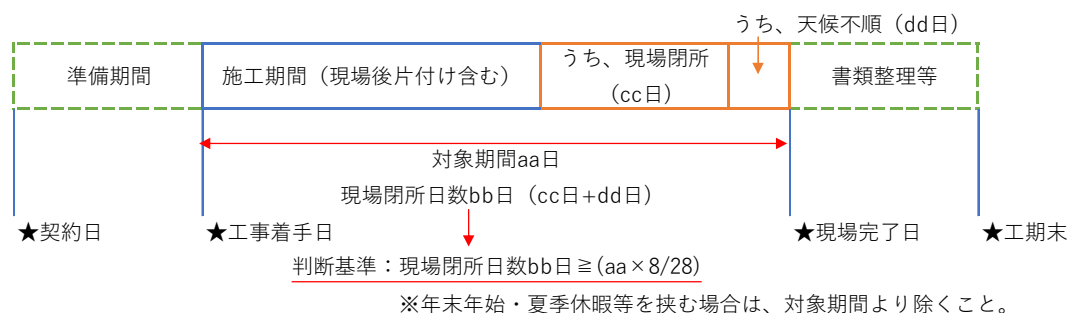 うち、天候不順（dd日）
準備期間
施工期間（現場後片付け含む）
うち、現場閉所
（cc日）
書類整理等
対象期間aa日
現場閉所日数bb日（cc日+dd日）
★契約日
★工事着手日
★現場完了日
★工期末
判断基準：現場閉所日数bb日≧(aa×8/28)
※年末年始・夏季休暇等を挟む場合は、対象期間より除くこと。